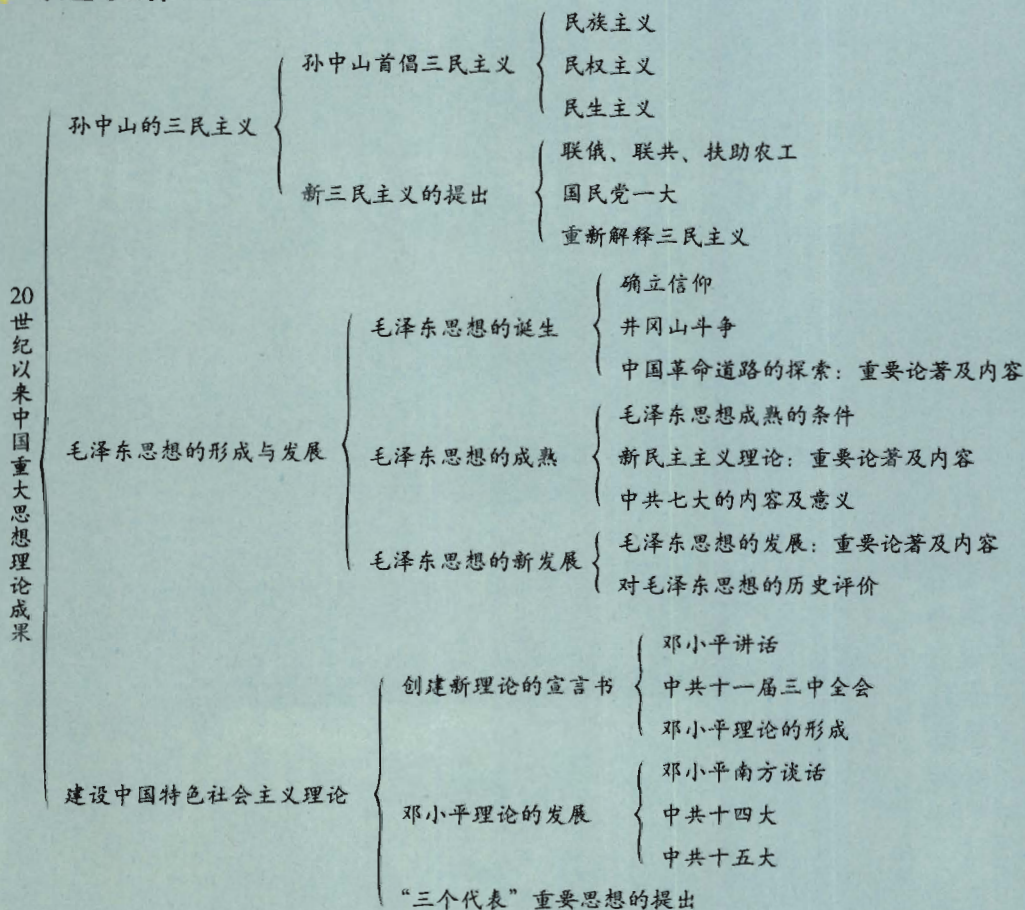 20世纪以来中国重大思想理论成果
孙中山的三民主义
孙中山首倡三民主义
民族主义
民权主义
民生主义
新三民主义的提出
联俄、联共、扶助农工
国民党一大
重新解释三民主义
毛泽东思想的形成与发展
毛泽东思想的诞生
确立信仰
井冈山斗争
中国革命道路的探索：重要论著及内容
毛泽东思想的成熟
毛泽东思想成熟的条件
新民主主义理论：重要论著及内容
中共七大的内容及意义
毛泽东思想的新发展
毛泽东思想的发展：重要论著及内容
对毛泽东思想的历史评价
建设中国特色社会主义理论
创建新理论的宣言书
邓小平讲话
中共十一届三中全会
邓小平理论的形成
邓小平理论的发展
邓小平南方谈话
中共十四大
中共十五大
“三个代表”重要思想的提出